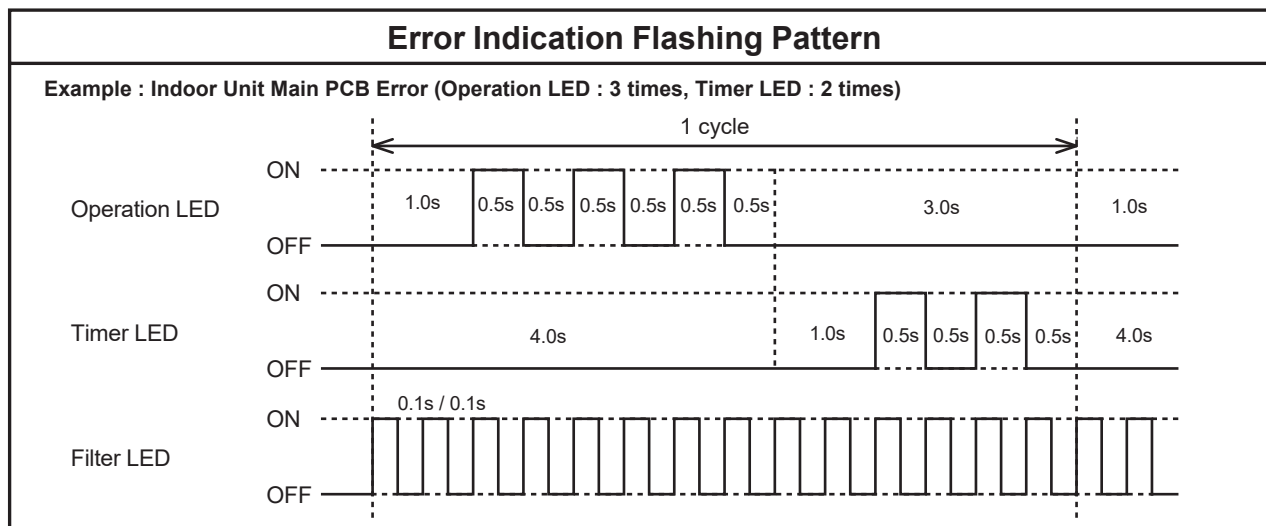 Error Indication Flashing Pattern
Example : Indoor Unit Main PCB Error (Operation LED : 3 times, Timer LED : 2 times)
1 cycle
ON
Operation LED
1.0s 0.5s 0.5s 0.5s 0.5s 0.5s 0.5s 3.0s 1.0s
OFF
ON
Timer LED
4.0s 1.0s 0.5s 0.5s 0.5s 0.5s 4.0s
OFF
0.1s / 0.1s
ON
Filter LED
OFF